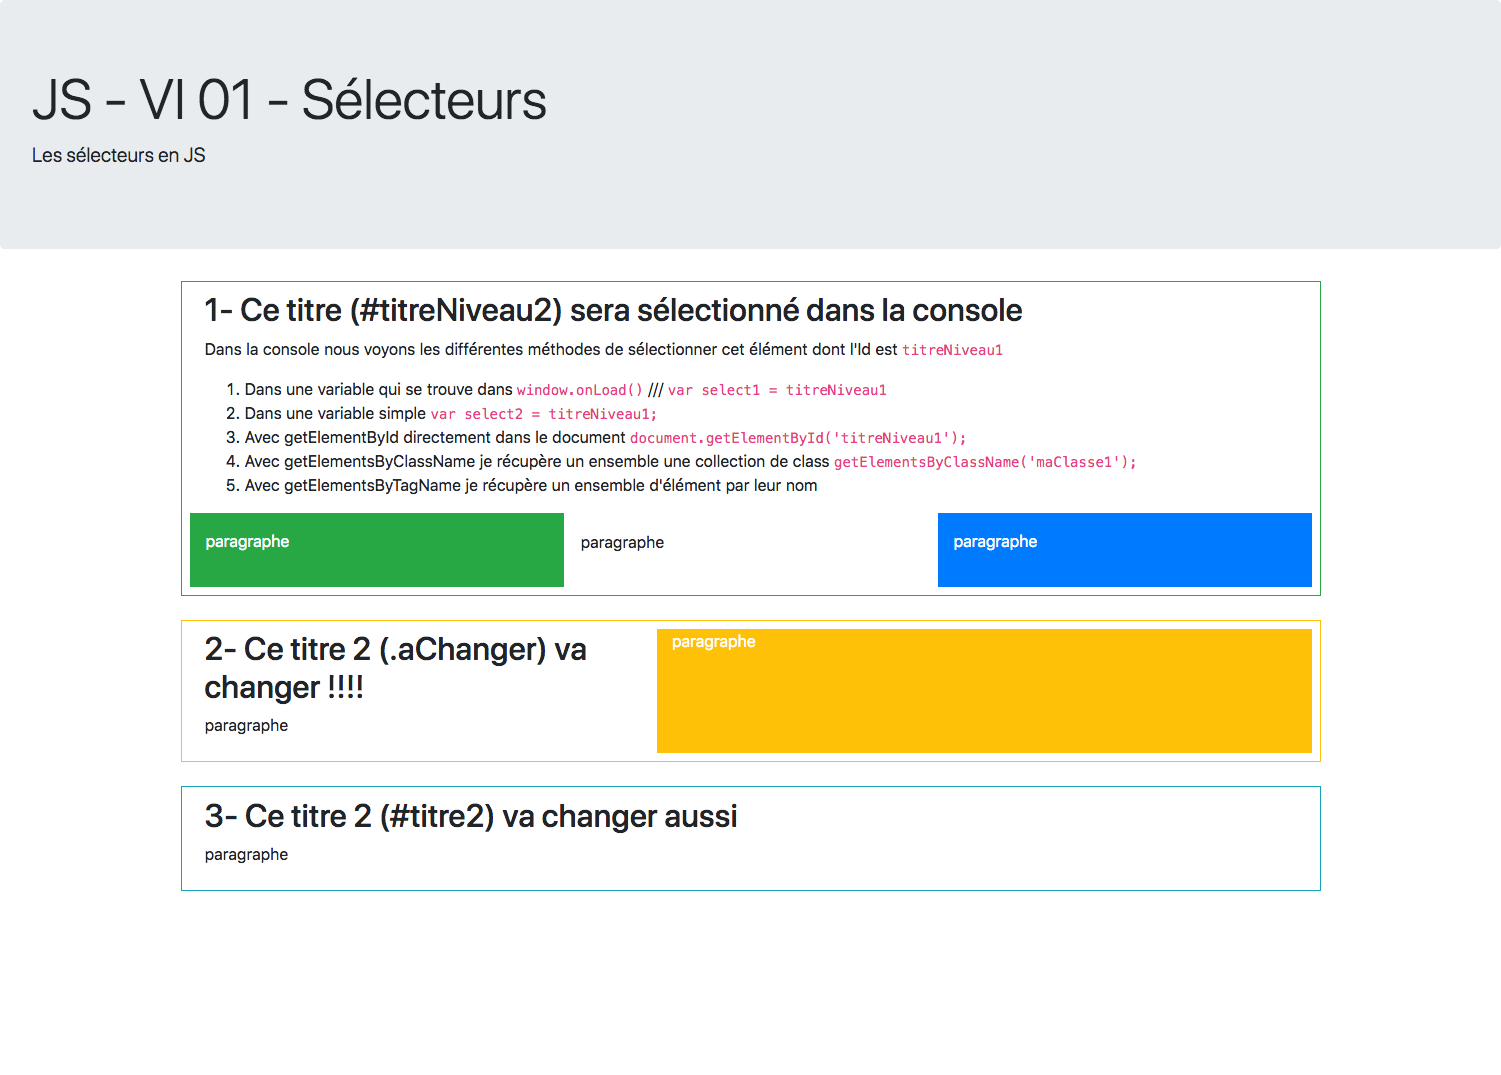 JS - VI 01 - Sélecteurs
Les sélecteurs en JS
1- Ce titre (#titreNiveau2) sera sélectionné dans la console
Dans la console nous voyons les différentes méthodes de sélectionner cet élément dont l'Id est titreNiveau1
1. Dans une variable qui se trouve dans window.onLoad() /// var select1 = titreNiveau1
2. Dans une variable simple var select2 = titreNiveau1;
3. Avec getElementById directement dans le document document.getElementById('titreNiveau1');
4. Avec getElementsByClassName je récupère un ensemble une collection de class getElementsByClassName('maClasse1');
5. Avec getElementsByTagName je récupère un ensemble d'élément par leur nom
paragraphe
paragraphe
paragraphe
2- Ce titre 2 (.aChanger) va
changer !!!!
paragraphe
paragraphe
3- Ce titre 2 (#titre2) va changer aussi
paragraphe